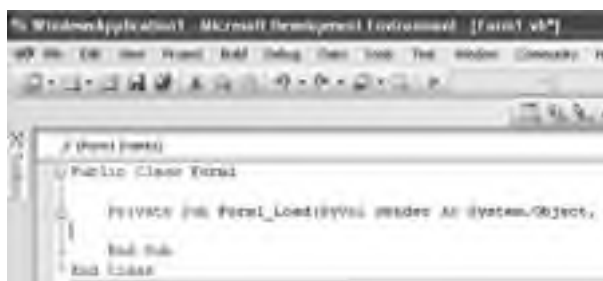 WindowsApplication1 - Microsoft Development Environment - [Form1.vb*]
File Edit View Project Build Debug Data Tools Test Window Community H
(Form1 Events)
Public Class Form1
Private Sub Form1_Load(ByVal sender As System.Object,
End Sub
End Class